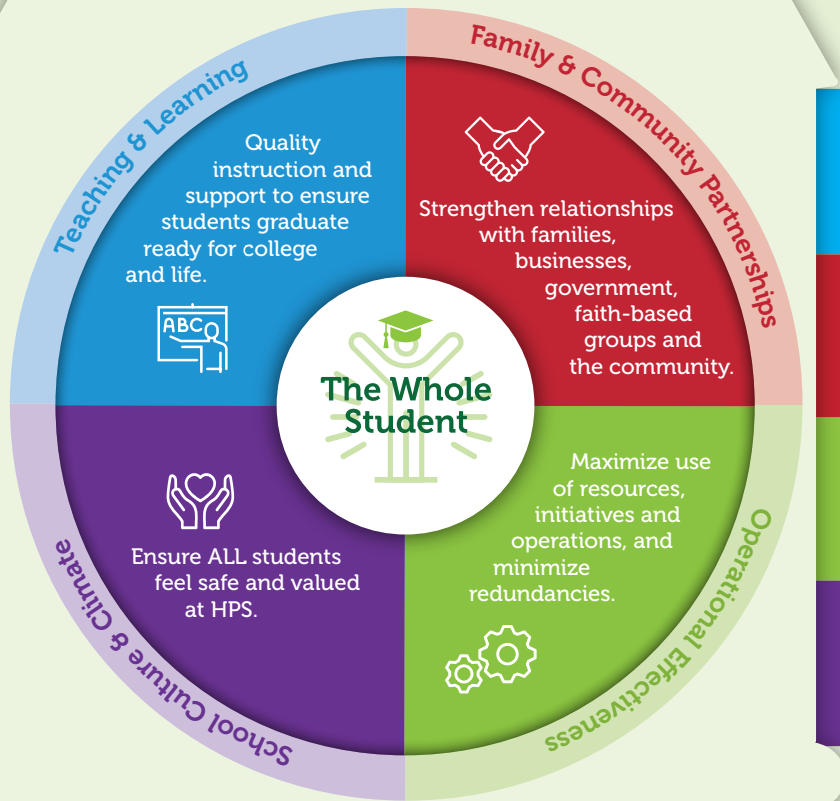 Teaching & Learning
Quality
instruction and
support to ensure
students graduate
ready for college
and life.
ABC
Family & Community Partnerships
Strengthen relationships
with families,
businesses,
government,
faith-based
groups and
the community.
The Whole
Student
School Culture & Climate
Ensure ALL students
feel safe and valued
at HPS.
Operational Effectiveness
Maximize use
of resources,
initiatives and
operations, and
minimize
redundancies.